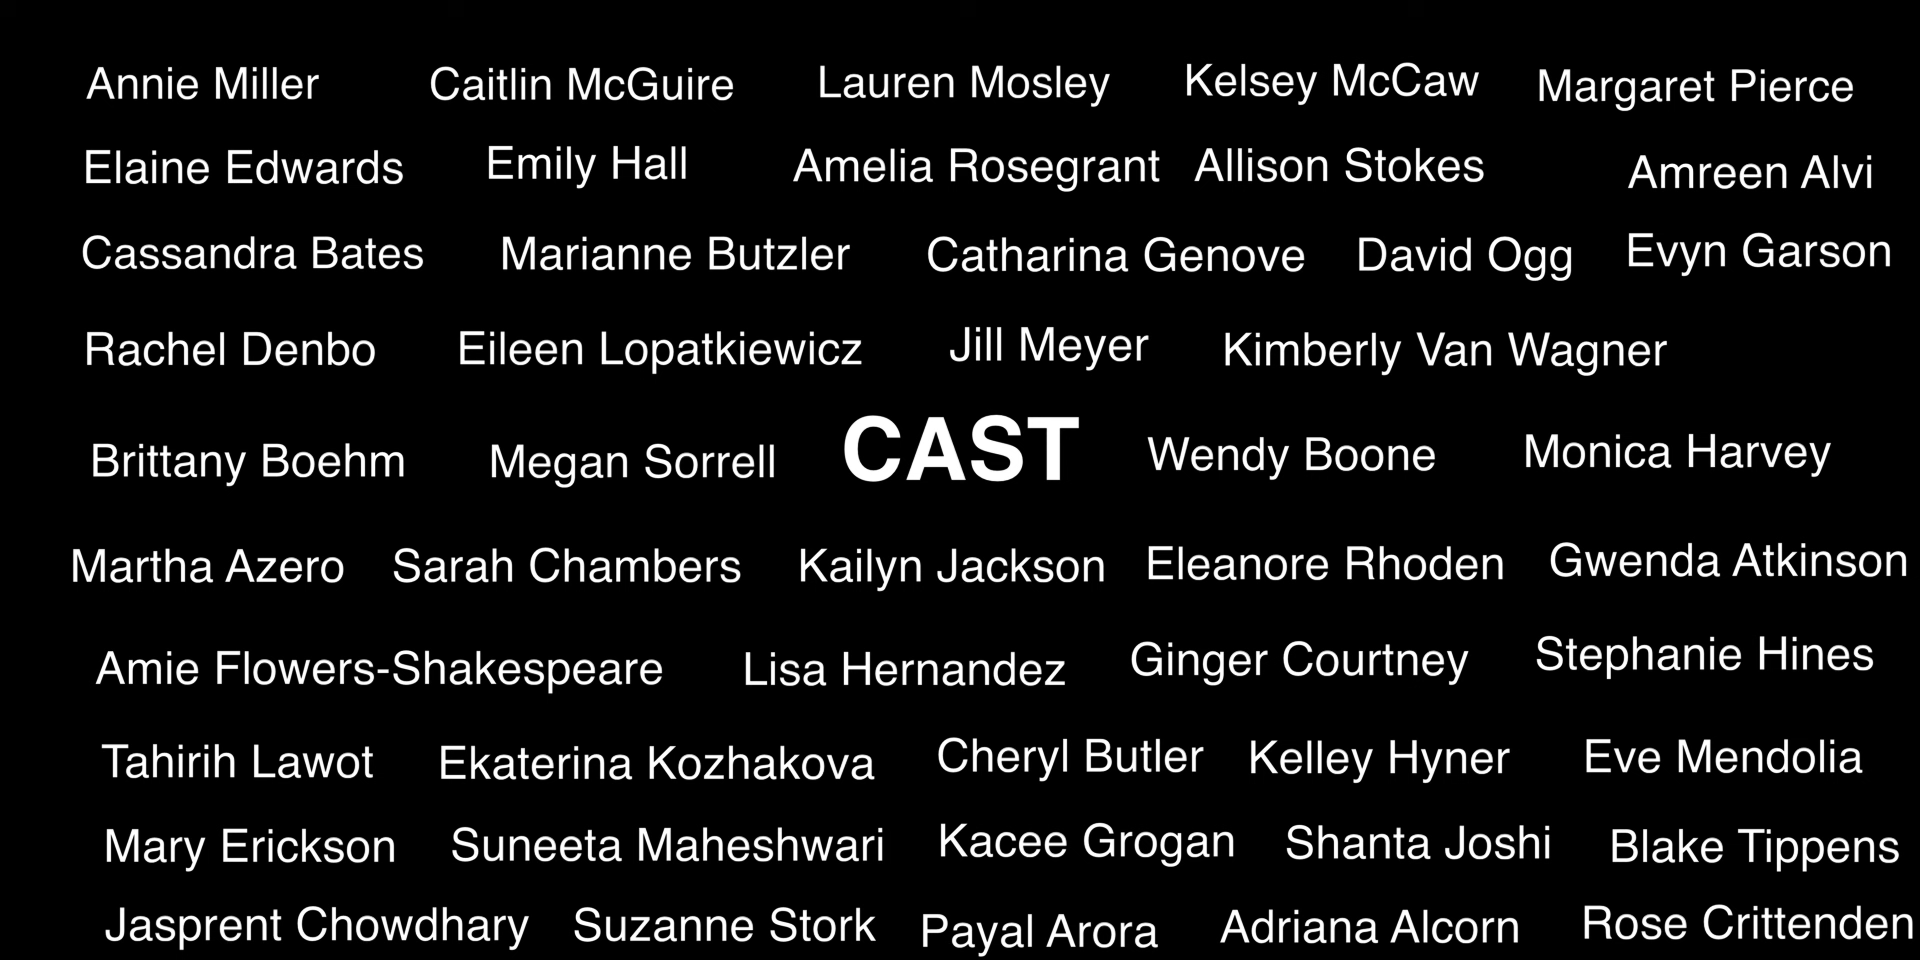 Annie Miller Caitlin McGuire Lauren Mosley Kelsey McCaw Margaret Pierce
Elaine Edwards Emily Hall Amelia Rosegrant Allison Stokes Amreen Alvi
Cassandra Bates Marianne Butzler Catharina Genove David Ogg Evyn Garson
Rachel Denbo Eileen Lopatkiewicz Jill Meyer Kimberly Van Wagner
Brittany Boehm Megan Sorrell CAST Wendy Boone Monica Harvey
Martha Azero Sarah Chambers Kailyn Jackson Eleanore Rhoden Gwenda Atkinson
Amie Flowers-Shakespeare Lisa Hernandez Ginger Courtney Stephanie Hines
Tahirih Lawot Ekaterina Kozhakova Cheryl Butler Kelley Hyner Eve Mendolia
Mary Erickson Suneeta Maheshwari Kacee Grogan Shanta Joshi Blake Tippens
Jasprent Chowdhary Suzanne Stork Payal Arora Adriana Alcorn Rose Crittenden